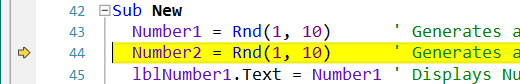 42 Sub New
43 Number1 = Rnd(1, 10) ' Generates a
44 Number2 = Rnd(1, 10) ' Generates a
45 lblNumber1.Text = Number1 ' Displays Nu